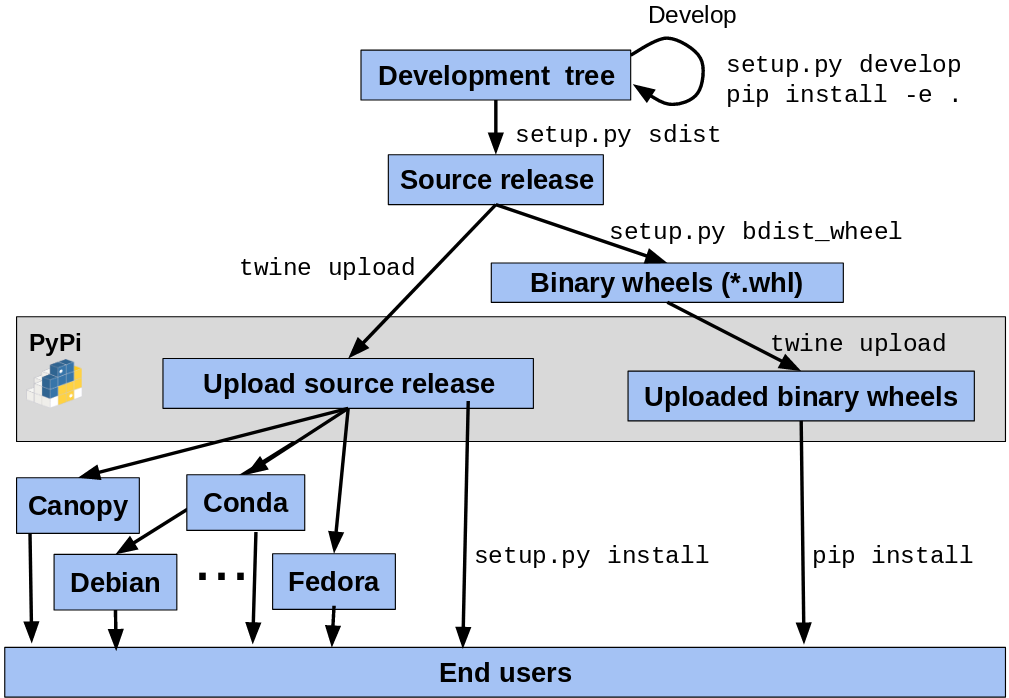 Develop
Development tree
setup.py develop
pip install -e .
setup.py sdist
Source release
setup.py bdist_wheel
twine upload
Binary wheels (*.whl)
PyPi
twine upload
Upload source release
Uploaded binary wheels
Canopy
Conda
Debian
...
Fedora
setup.py install
pip install
End users